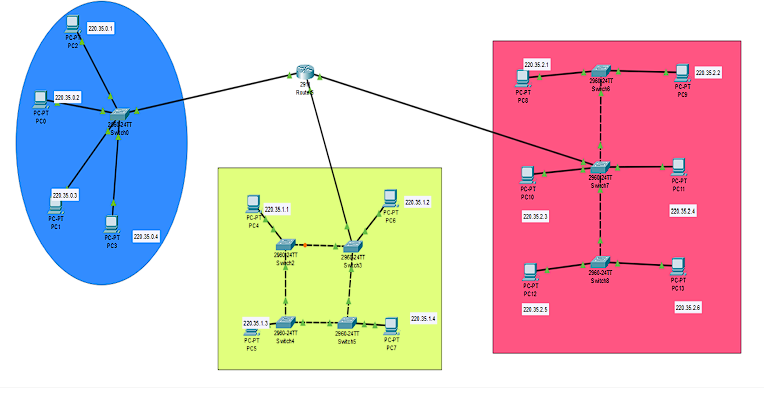 PC-PT
PC2
220.35.0.1
220.35.0.2
PC-PT
PC0
2960-24TT
Switch0
220.35.0.3
PC-PT
PC1
PC-PT
PC3
220.35.0.4
220.35.1.1
PC-PT
PC4
220.35.1.2
PC-PT
PC6
2960-24TT
Switch2
2960-24TT
Switch3
220.35.1.3
PC-PT
PC5
2960-24TT
Switch4
2960-24TT
Switch5
220.35.1.4
PC-PT
PC7
220.35.2.1
PC-PT
PC8
2960-24TT
Switch6
220.35.2.2
PC-PT
PC9
2960-24TT
Switch7
PC-PT
PC10
220.35.2.3
PC-PT
PC11
220.35.2.4
2960-24TT
Switch8
PC-PT
PC12
220.35.2.5
PC-PT
PC13
220.35.2.6